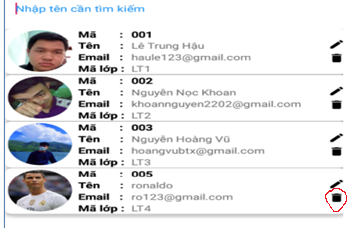 Nhập tên cần tìm kiếm
Mã : 001
Tên : Lê Trung Hậu
Email : haule123@gmail.com
Mã lớp : LT1
Mã : 002
Tên : Nguyễn Nọc Khoan
Email : khoannguyen2202@gmail.com
Mã lớp : LT2
Mã : 003
Tên : Nguyễn Hoàng Vũ
Email : hoangvubtx@gmail.com
Mã lớp : LT3
Mã : 005
Tên : ronaldo
Email : ro123@gmail.com
Mã lớp : LT4